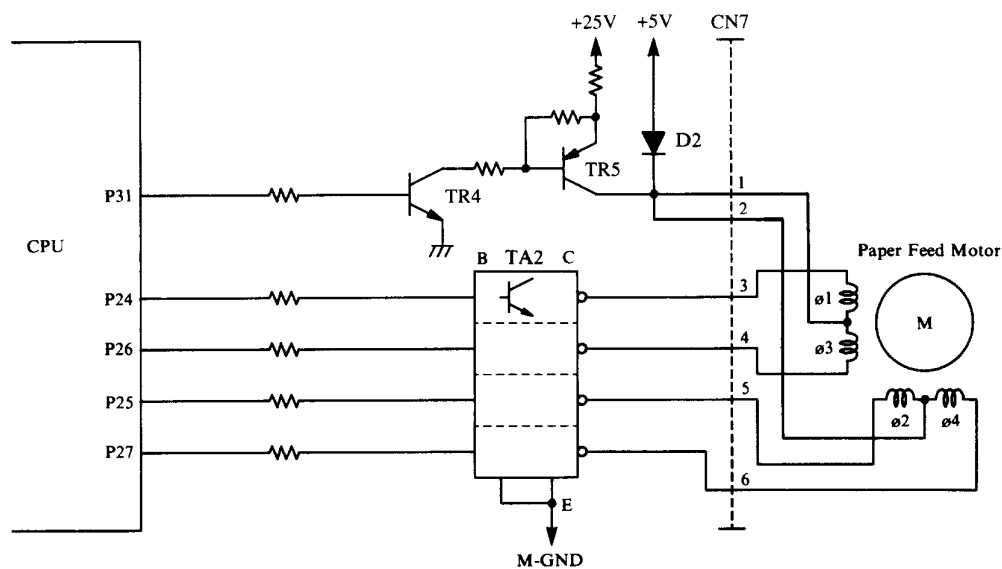 +25V +5V CN7
D2
TR5
P31 TR4 1
2
CPU
B TA2 C
Paper Feed Motor
P24 3 ø1
M
P26 4 ø3
P25 5 ø2 ø4
P27
6
E
M-GND